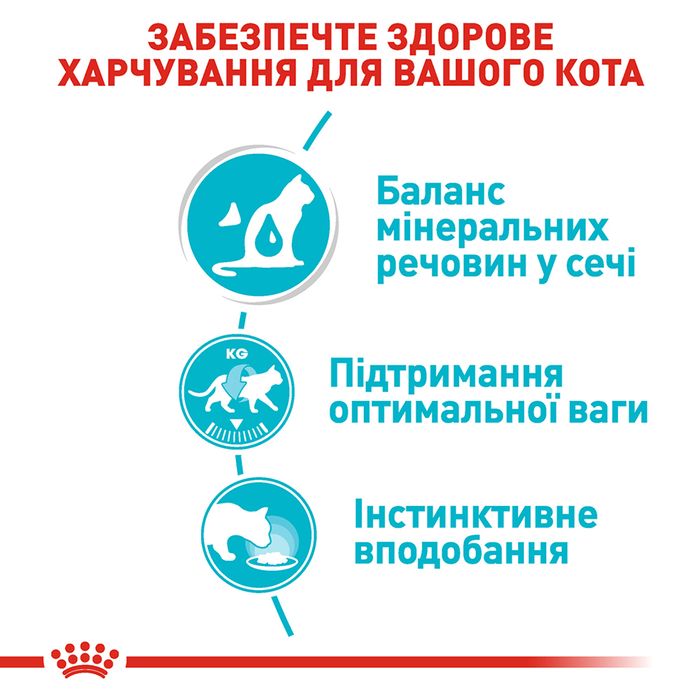 ЗАБЕЗПЕЧТЕ ЗДОРОВЕ
ХАРЧУВАННЯ ДЛЯ ВАШОГО КОТА
Баланс
мінеральних
речовин у сечі
KG
Підтримання
оптимальної ваги
Інстинктивне
вподобання